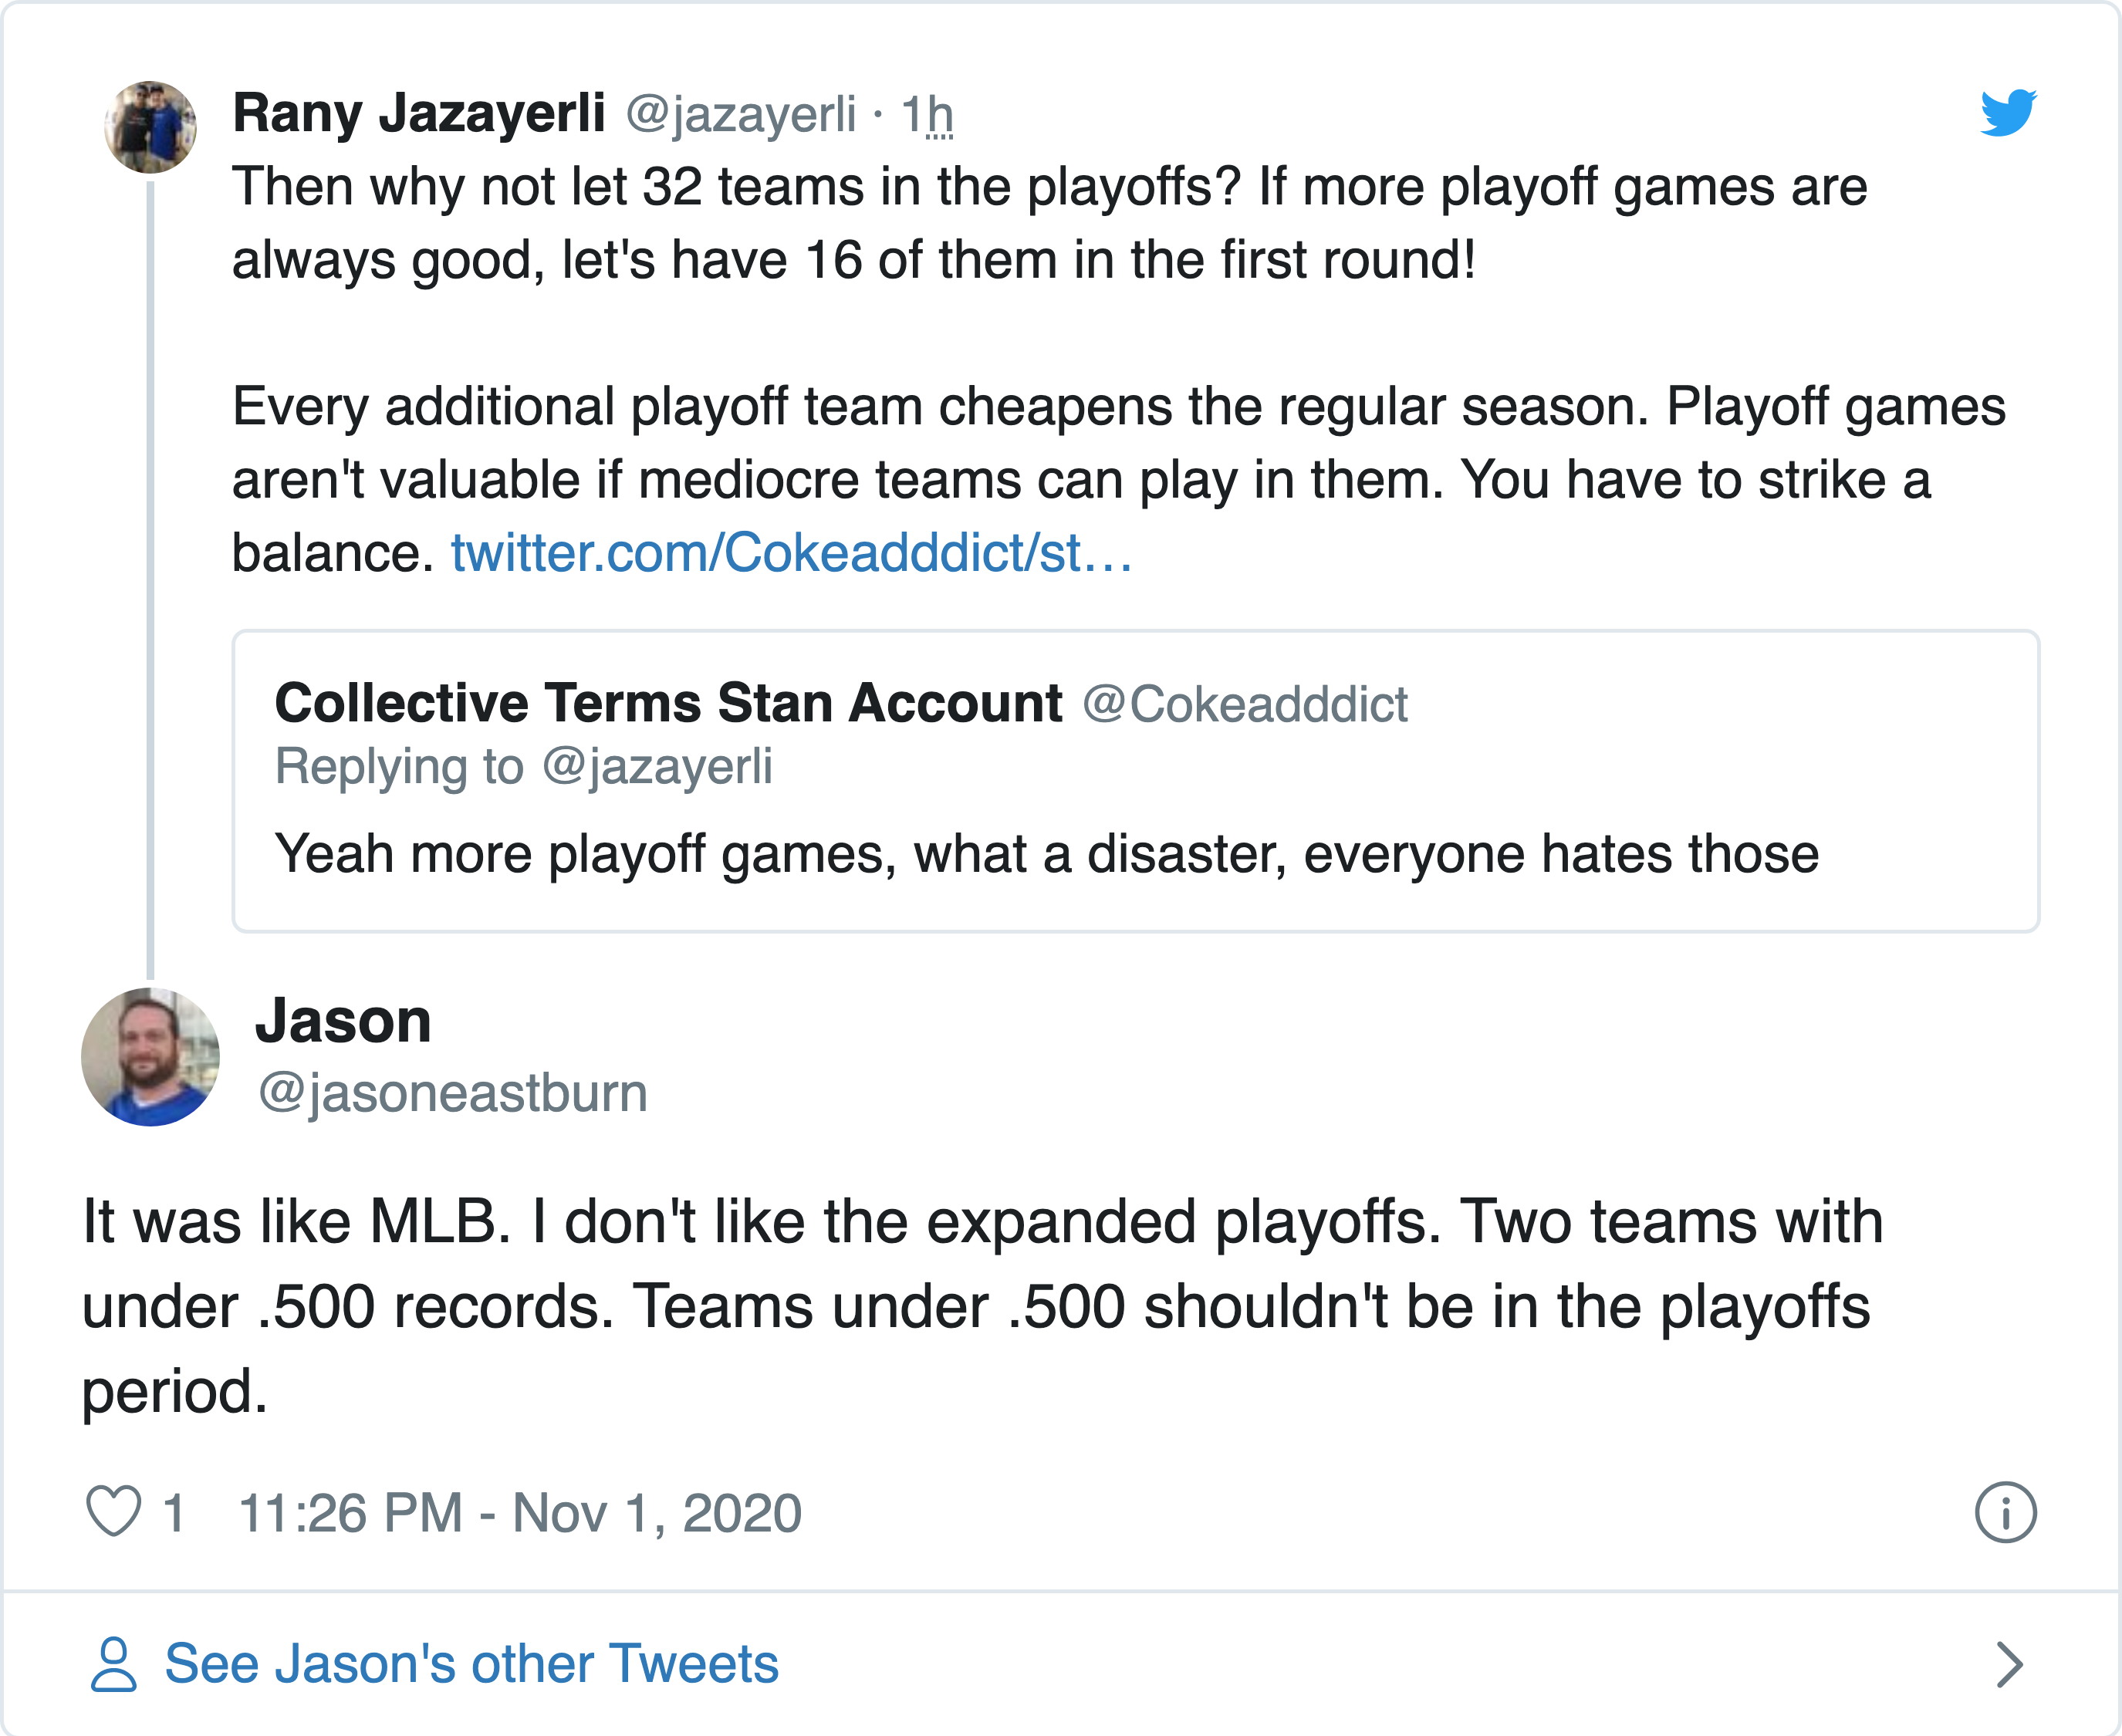 Rany Jazayerli @jazayerli · 1h
Then why not let 32 teams in the playoffs? If more playoff games are
always good, let's have 16 of them in the first round!
Every additional playoff team cheapens the regular season. Playoff games
aren't valuable if mediocre teams can play in them. You have to strike a
balance. twitter.com/Cokeadddict/st…
Collective Terms Stan Account @Cokeadddict
Replying to @jazayerli
Yeah more playoff games, what a disaster, everyone hates those
Jason
@jasoneastburn
It was like MLB. I don't like the expanded playoffs. Two teams with
under .500 records. Teams under .500 shouldn't be in the playoffs
period.
1 11:26 PM - Nov 1, 2020
See Jason's other Tweets